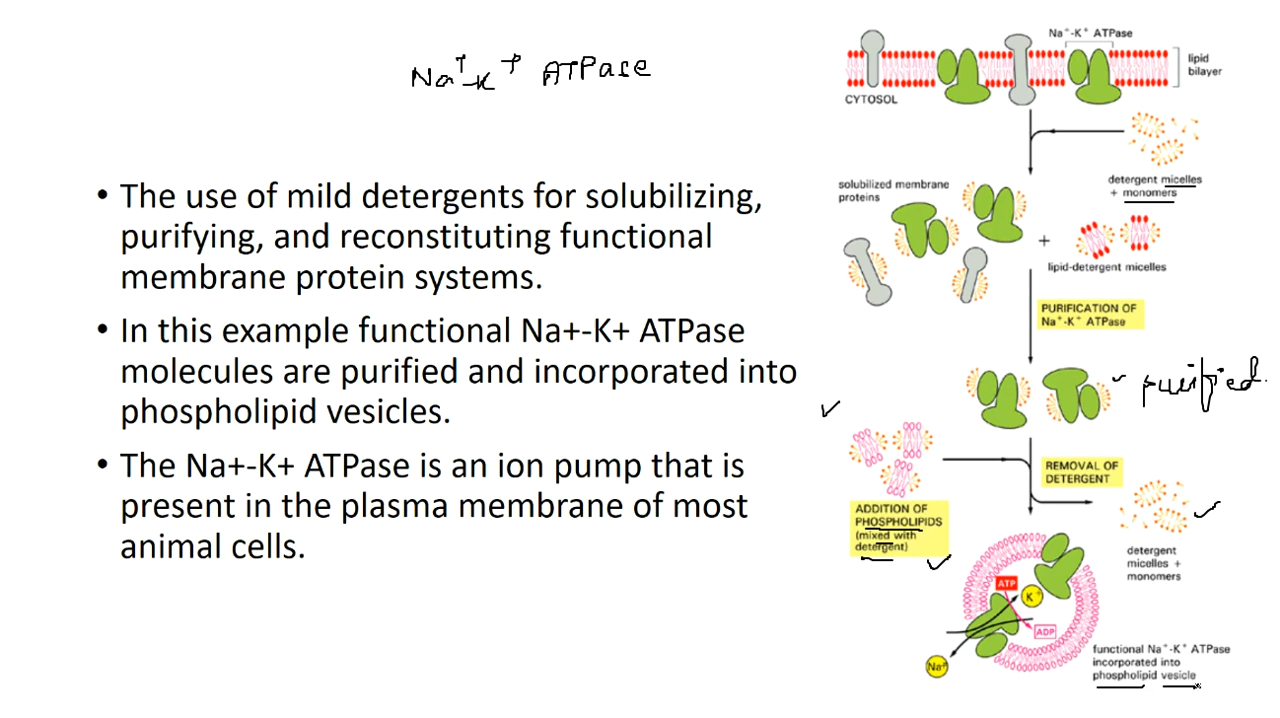 Na+-K+ ATPase
• The use of mild detergents for solubilizing,
purifying, and reconstituting functional
membrane protein systems.
• In this example functional Na+-K+ ATPase
molecules are purified and incorporated into
phospholipid vesicles.
• The Na+-K+ ATPase is an ion pump that is
present in the plasma membrane of most
animal cells.
Na⁺-K⁺ ATPase
lipid
bilayer
CYTOSOL
detergent micelles
+ monomers
solubilized membrane
proteins
+
lipid-detergent micelles
PURIFICATION OF
Na⁺-K⁺ ATPase
purified.
REMOVAL OF
DETERGENT
ADDITION OF
PHOSPHOLIPIDS
(mixed with
detergent)
detergent
micelles +
monomers
ATP
K⁺
ADP
Na⁺
functional Na⁺-K⁺ ATPase
incorporated into
phospholipid vesicle